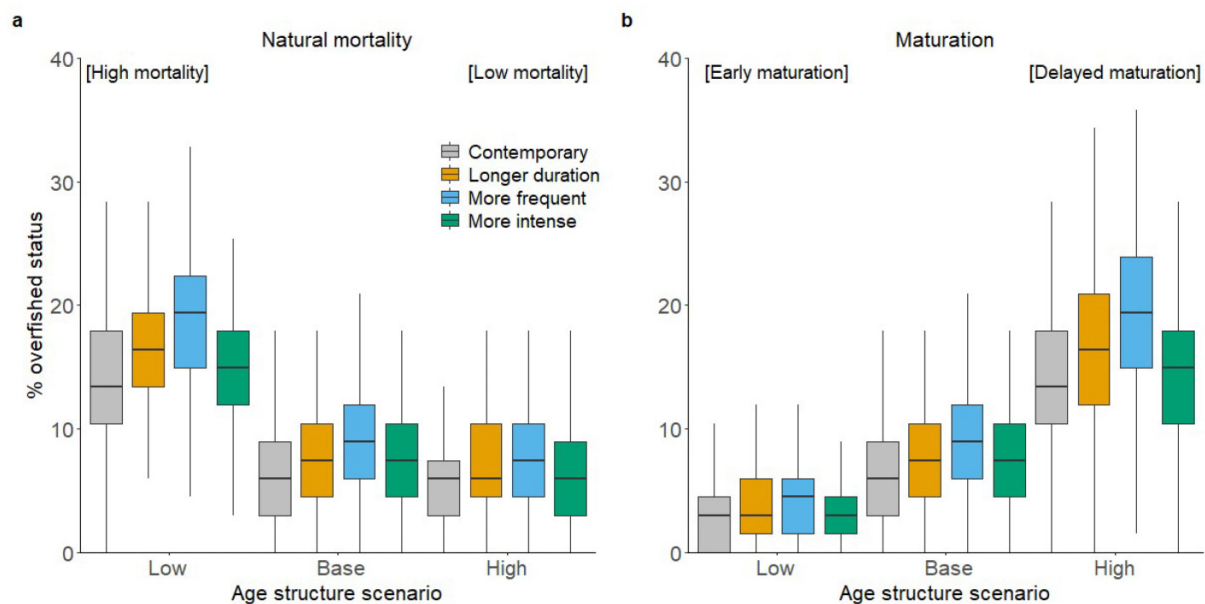 a
Natural mortality
40
[High mortality]
[Low mortality]
Contemporary
Longer duration
More frequent
More intense
30
20
10
0
% overfished status
Low
Base
High
Age structure scenario
b
Maturation
40
[Early maturation]
[Delayed maturation]
30
20
10
0
Low
Base
High
Age structure scenario